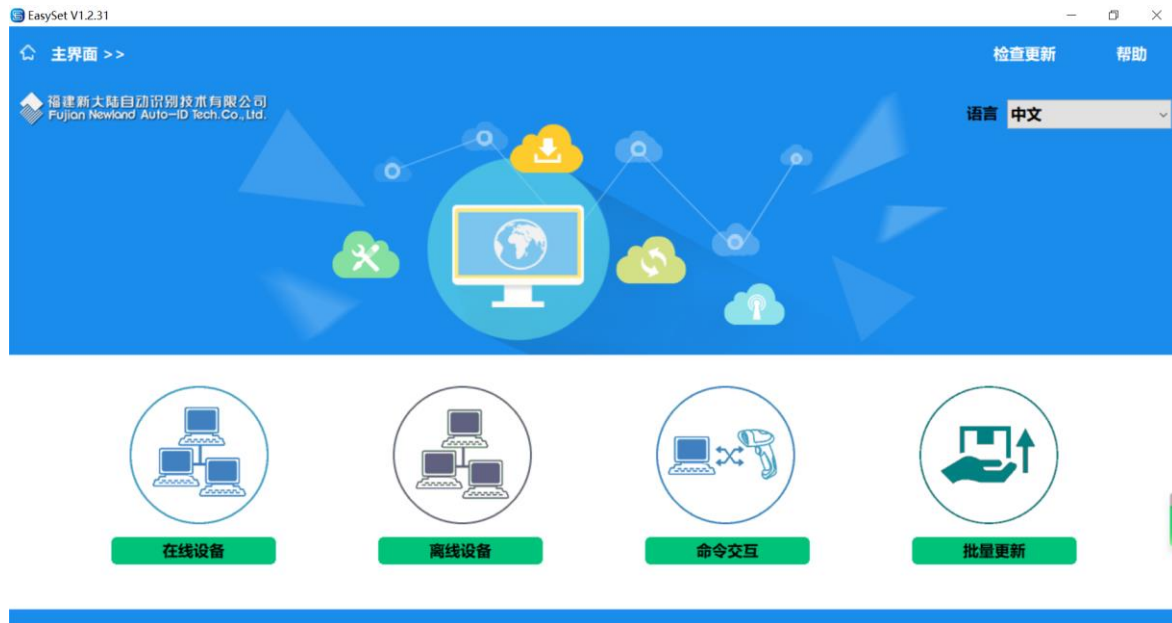 EasySet V1.2.31
主界面 >>
检查更新
帮助
福建新大陆自动识别技术有限公司
Fujian Newland Auto-ID Tech.Co.,Ltd.
语言 中文
在线设备
离线设备
命令交互
批量更新